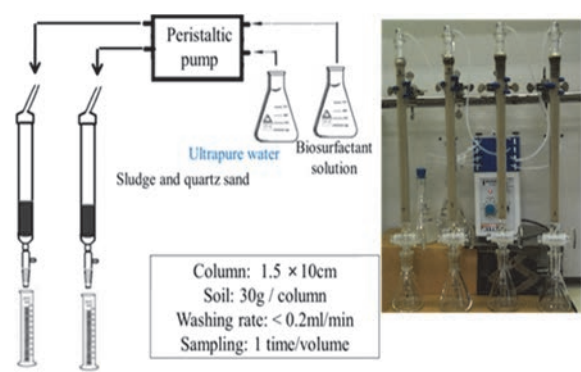 Peristaltic
pump
Ultrapure water
Biosurfactant
solution
Sludge and quartz sand
Column: 1.5 × 10cm
Soil: 30g / column
Washing rate: < 0.2ml/min
Sampling: 1 time/volume